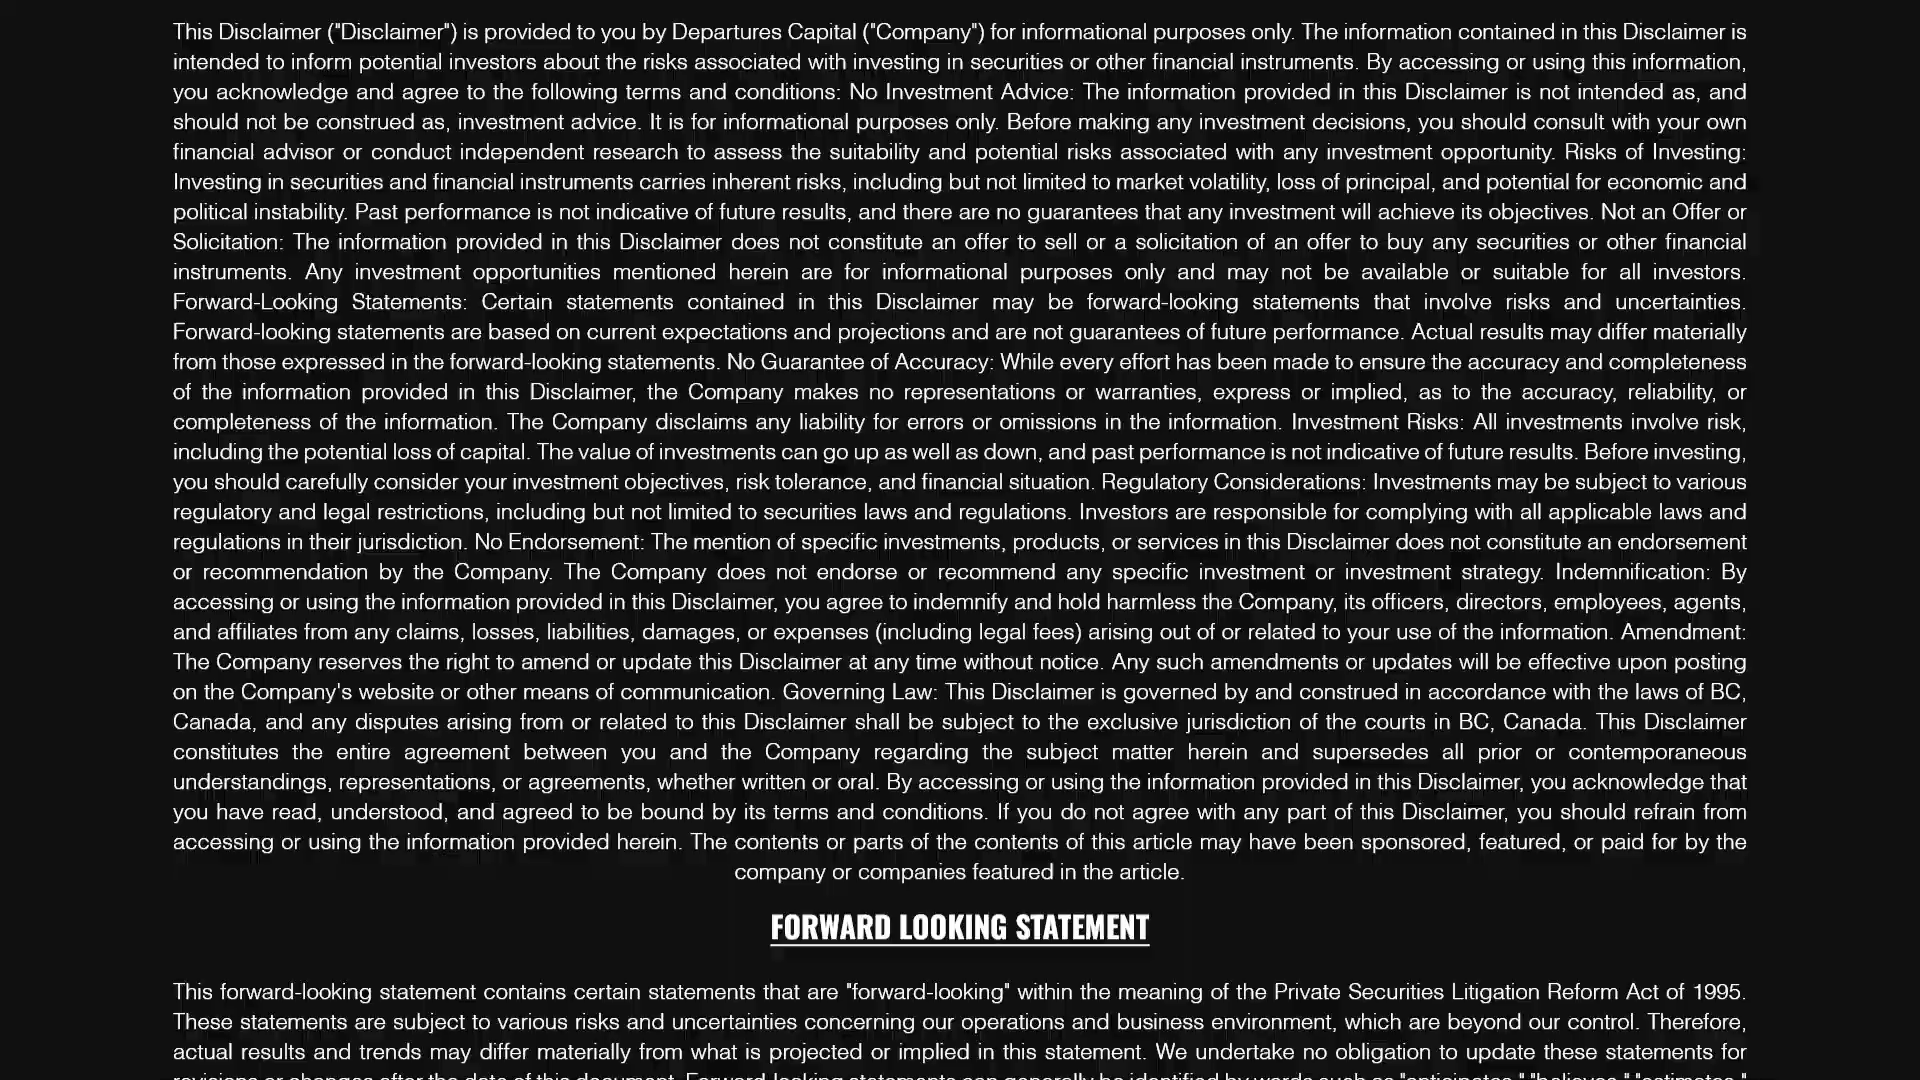 This Disclaimer ("Disclaimer") is provided to you by Departures Capital ("Company") for informational purposes only. The information contained in this Disclaimer is
intended to inform potential investors about the risks associated with investing in securities or other financial instruments. By accessing or using this information,
you acknowledge and agree to the following terms and conditions: No Investment Advice: The information provided in this Disclaimer is not intended as, and
should not be construed as, investment advice. It is for informational purposes only. Before making any investment decisions, you should consult with your own
financial advisor or conduct independent research to assess the suitability and potential risks associated with any investment opportunity. Risks of Investing:
Investing in securities and financial instruments carries inherent risks, including but not limited to market volatility, loss of principal, and potential for economic and
political instability. Past performance is not indicative of future results, and there are no guarantees that any investment will achieve its objectives. Not an Offer or
Solicitation: The information provided in this Disclaimer does not constitute an offer to sell or a solicitation of an offer to buy any securities or other financial
instruments. Any investment opportunities mentioned herein are for informational purposes only and may not be available or suitable for all investors.
Forward-Looking Statements: Certain statements contained in this Disclaimer may be forward-looking statements that involve risks and uncertainties.
Forward-looking statements are based on current expectations and projections and are not guarantees of future performance. Actual results may differ materially
from those expressed in the forward-looking statements. No Guarantee of Accuracy: While every effort has been made to ensure the accuracy and completeness
of the information provided in this Disclaimer, the Company makes no representations or warranties, express or implied, as to the accuracy, reliability, or
completeness of the information. The Company disclaims any liability for errors or omissions in the information. Investment Risks: All investments involve risk,
including the potential loss of capital. The value of investments can go up as well as down, and past performance is not indicative of future results. Before investing,
you should carefully consider your investment objectives, risk tolerance, and financial situation. Regulatory Considerations: Investments may be subject to various
regulatory and legal restrictions, including but not limited to securities laws and regulations. Investors are responsible for complying with all applicable laws and
regulations in their jurisdiction. No Endorsement: The mention of specific investments, products, or services in this Disclaimer does not constitute an endorsement
or recommendation by the Company. The Company does not endorse or recommend any specific investment or investment strategy. Indemnification: By
accessing or using the information provided in this Disclaimer, you agree to indemnify and hold harmless the Company, its officers, directors, employees, agents,
and affiliates from any claims, losses, liabilities, damages, or expenses (including legal fees) arising out of or related to your use of the information. Amendment:
The Company reserves the right to amend or update this Disclaimer at any time without notice. Any such amendments or updates will be effective upon posting
on the Company's website or other means of communication. Governing Law: This Disclaimer is governed by and construed in accordance with the laws of BC,
Canada, and any disputes arising from or related to this Disclaimer shall be subject to the exclusive jurisdiction of the courts in BC, Canada. This Disclaimer
constitutes the entire agreement between you and the Company regarding the subject matter herein and supersedes all prior or contemporaneous
understandings, representations, or agreements, whether written or oral. By accessing or using the information provided in this Disclaimer, you acknowledge that
you have read, understood, and agreed to be bound by its terms and conditions. If you do not agree with any part of this Disclaimer, you should refrain from
accessing or using the information provided herein. The contents or parts of the contents of this article may have been sponsored, featured, or paid for by the
company or companies featured in the article.
FORWARD LOOKING STATEMENT
This forward-looking statement contains certain statements that are "forward-looking" within the meaning of the Private Securities Litigation Reform Act of 1995.
These statements are subject to various risks and uncertainties concerning our operations and business environment, which are beyond our control. Therefore,
actual results and trends may differ materially from what is projected or implied in this statement. We undertake no obligation to update these statements for
revisions or changes after the date of this document. Forward-looking statements can generally be identified by words such as "anticipates," "believes," "estimates,"